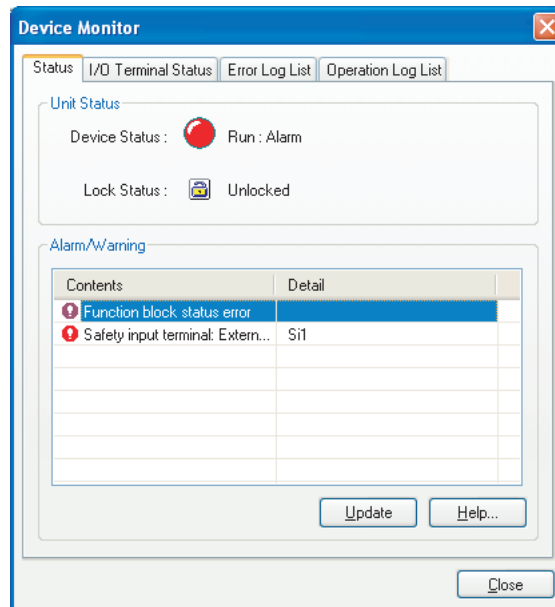 Device Monitor
Status I/O Terminal Status Error Log List Operation Log List
Unit Status
Device Status : Run : Alarm
Lock Status : Unlocked
Alarm/Warning
Contents Detail
Function block status error
Safety input terminal: Extern... Si1
Update Help...
Close